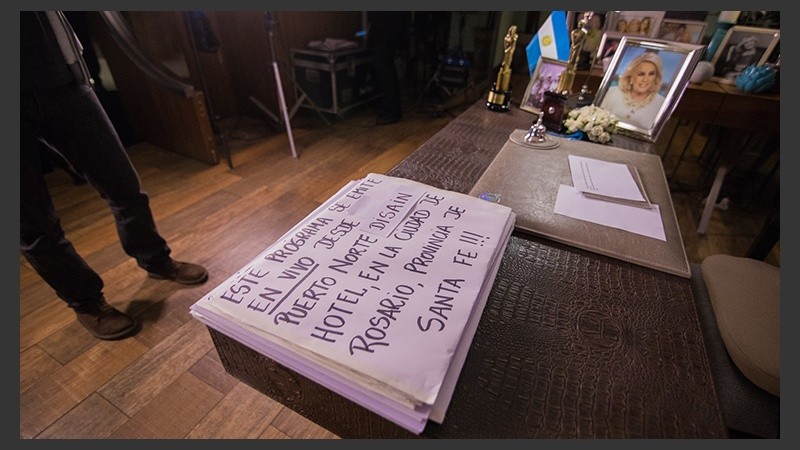 ESTE PROGRAMA SE EMITE
EN VIVO DESDE
PUERTO NORTE DISAIN
HOTEL, EN LA CIUDAD DE
ROSARIO, PROVINCIA DE
SANTA FE !!!